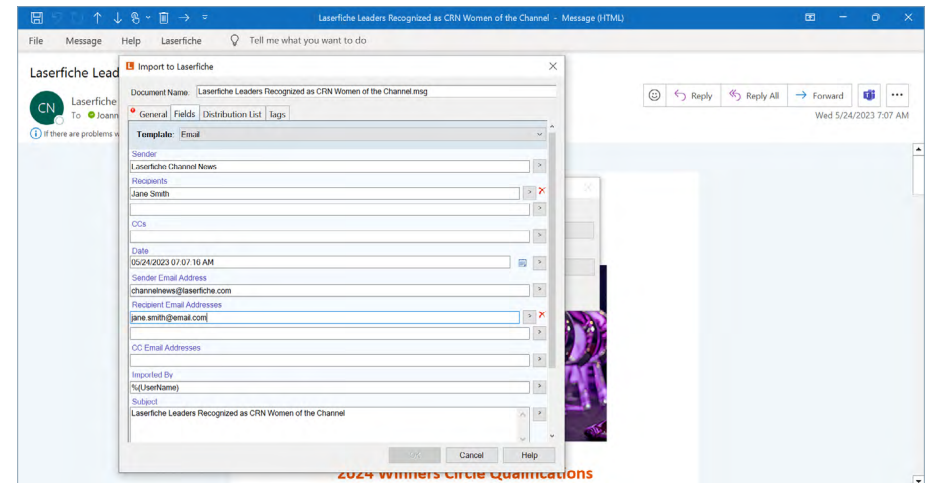 Laserfiche Leaders Recognized as CRN Women of the Channel - Message (HTML)
File Message Help Laserfiche Tell me what you want to do
Laserfiche Lead
CN
Laserfiche
To Joann
If there are problems w
Reply Reply All Forward
Wed 5/24/2023 7:07 AM
Import to Laserfiche
Document Name: Laserfiche Leaders Recognized as CRN Women of the Channel.msg
General Fields Distribution List Tags
Template: Email
Sender
Laserfiche Channel News
Recipients
Jane Smith
CCs
Date
05/24/2023 07:07:16 AM
Sender Email Address
channelnews@laserfiche.com
Recipient Email Addresses
jane.smith@email.com
CC Email Addresses
Imported By
%(UserName)
Subject
Laserfiche Leaders Recognized as CRN Women of the Channel
OK Cancel Help
2024 Winners Circle Qualifications